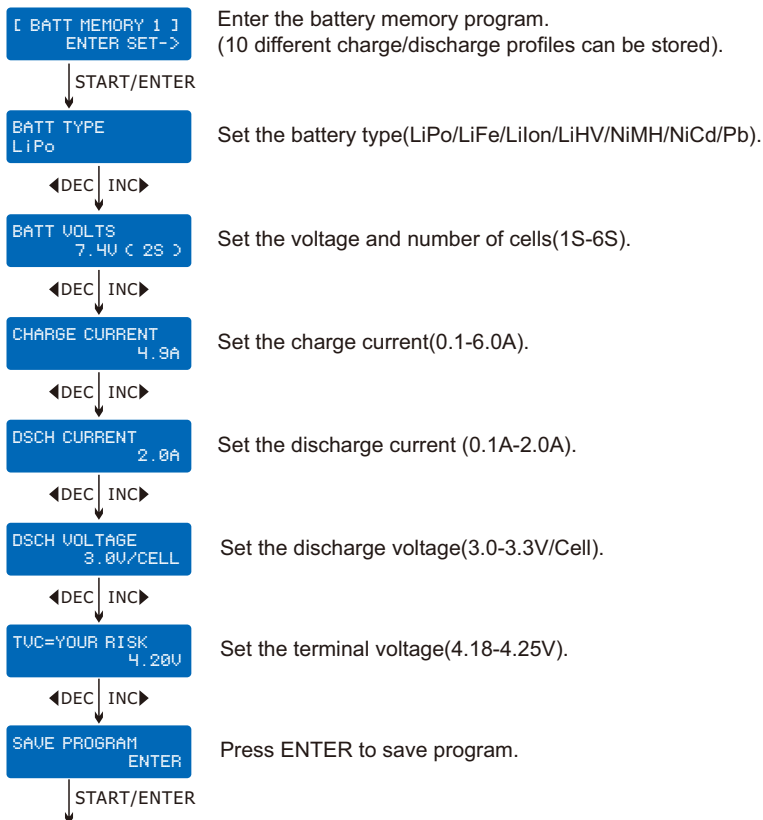 [ BATT MEMORY 1 ]
ENTER SET->
Enter the battery memory program.
(10 different charge/discharge profiles can be stored).
START/ENTER
BATT TYPE
LiPo
Set the battery type(LiPo/LiFe/LiIon/LiHV/NiMH/NiCd/Pb).
◀DEC INC▶
BATT VOLTS
7.4V ( 2S )
Set the voltage and number of cells(1S-6S).
◀DEC INC▶
CHARGE CURRENT
4.9A
Set the charge current(0.1-6.0A).
◀DEC INC▶
DSCH CURRENT
2.0A
Set the discharge current (0.1A-2.0A).
◀DEC INC▶
DSCH VOLTAGE
3.0V/CELL
Set the discharge voltage(3.0-3.3V/Cell).
◀DEC INC▶
TVC=YOUR RISK
4.20V
Set the terminal voltage(4.18-4.25V).
◀DEC INC▶
SAVE PROGRAM
ENTER
Press ENTER to save program.
START/ENTER